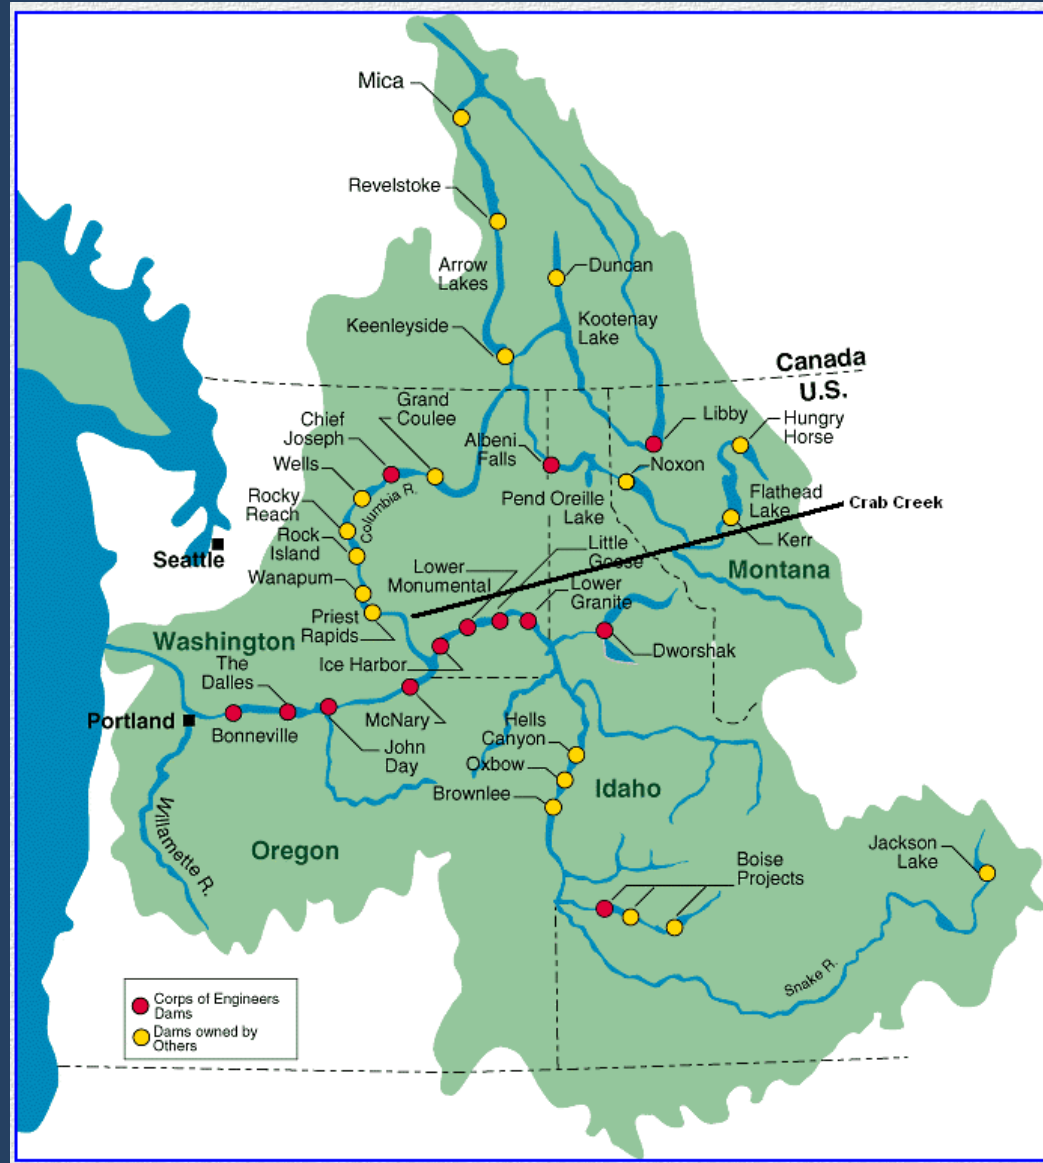 Mica
Revelstoke
Arrow
Lakes
Duncan
Keenleyside
Kootenay
Lake
Canada
U.S.
Grand
Coulee
Chief
Joseph
Libby
Hungry
Horse
Albeni
Falls
Wells
Noxon
Columbia R.
Rocky
Reach
Pend Oreille
Lake
Flathead
Lake
Crab Creek
Rock
Island
Kerr
Seattle
Little
Goose
Wanapum
Lower
Monumental
Montana
Lower
Granite
Priest
Rapids
Washington
Ice Harbor
Dworshak
The
Dalles
Portland
McNary
Bonneville
John
Day
Hells
Canyon
Oxbow
Brownlee
Idaho
Willamette R.
Oregon
Boise
Projects
Jackson
Lake
Snake R.
Corps of Engineers
Dams
Dams owned by
Others